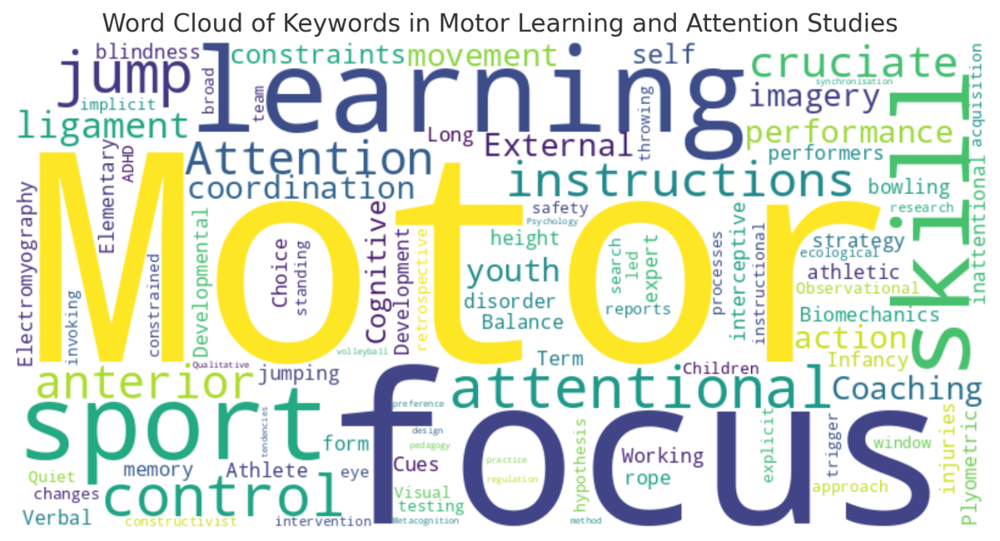 Word Cloud of Keywords in Motor Learning and Attention Studies
blindness
constraints
movement
self
cruciate
synchronisation
acquisition
jump
broad
team
learning
throwing
imagery
skill
implicit
ligament
Long
External
performance
Elementary
ADHD
Attention
instructions
performers
coordination
bowling
inattentional
research
Electromyography
Motor
Developmental
Cognitive
safety
Psychology
height
interceptive
strategy
ecological
Choice
standing
Development
retrospective
youth
search
led
expert
processes
instructional
athletic
Observational
constrained
invoking
disorder
reports
Balance
Biomechanics
action
volleyball
Term
Infancy
Qualitative
anterior
jumping
focus
attentional
Children
Coaching
sport
tendencies
preference
design
pedagogy
form
hypothesis
explicit
trigger
window
injuries
Plyometric
memory
Athlete
eye
Cues
practice
regulation
Working
rope
approach
Quiet
changes
control
Visual
testing
Verbal
constructivist
intervention
Metacognition
method